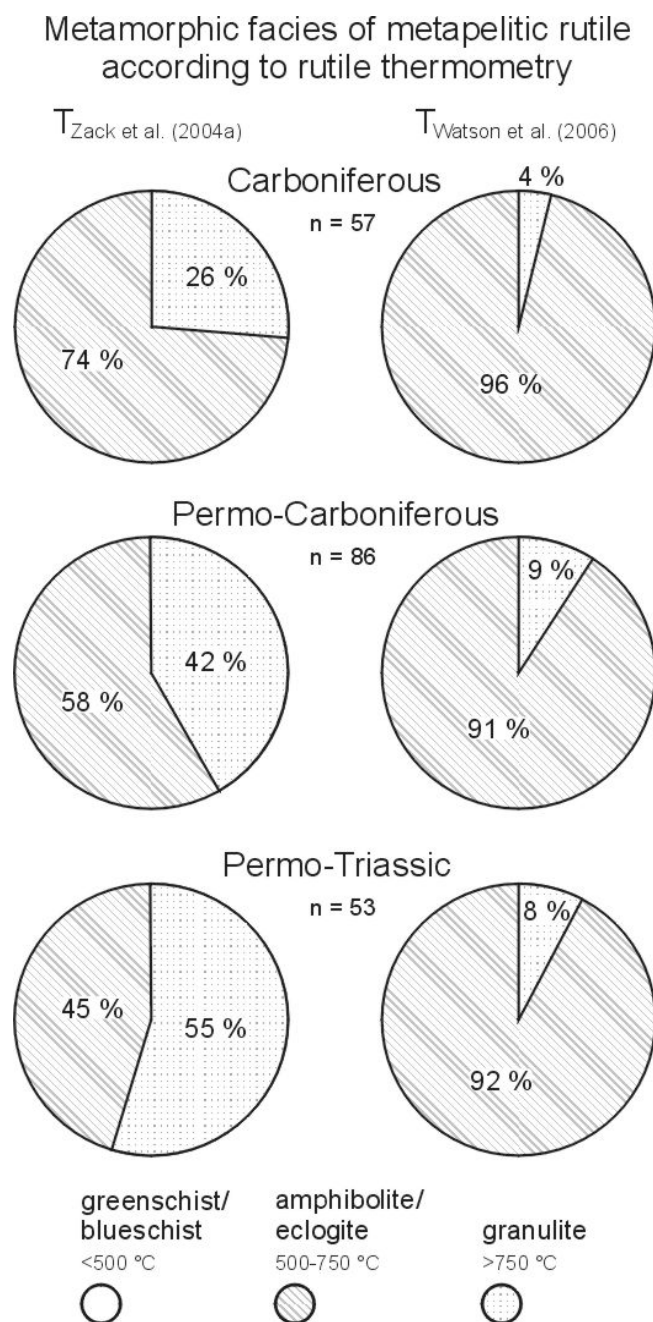 Metamorphic facies of metapelitic rutile
according to rutile thermometry
T Zack et al. (2004a)
T Watson et al. (2006)
Carboniferous
n = 57
26 %
74 %
4 %
96 %
Permo-Carboniferous
n = 86
42 %
58 %
9 %
91 %
Permo-Triassic
n = 53
45 %
55 %
8 %
92 %
greenschist/
blueschist
<500 °C
amphibolite/
eclogite
500-750 °C
granulite
>750 °C